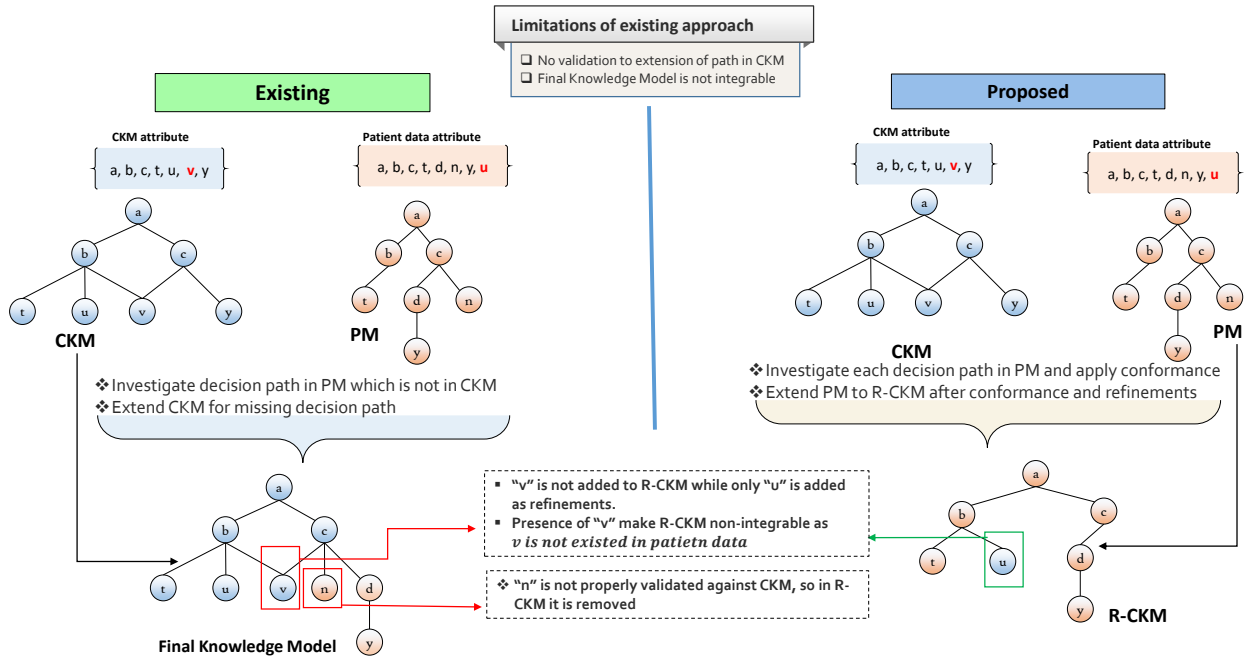 Limitations of existing approach
❑ No validation to extension of path in CKM
❑ Final Knowledge Model is not integrable
Existing
CKM attribute
a, b, c, t, u, v, y
Patient data attribute
a, b, c, t, d, n, y, u
a
b c
t u v y
CKM
a
b c
t d n
y
PM
❖ Investigate decision path in PM which is not in CKM
❖ Extend CKM for missing decision path
a
b c
t u v n d
y
Final Knowledge Model
▪ “v” is not added to R-CKM while only “u” is added
as refinements.
▪ Presence of “v” make R-CKM non-integrable as
v is not existed in patietn data
❖ “n” is not properly validated against CKM, so in R-
CKM it is removed
Proposed
CKM attribute
a, b, c, t, u, v, y
Patient data attribute
a, b, c, t, d, n, y, u
a
b c
t u v y
CKM
a
b c
t d n
y
PM
❖ Investigate each decision path in PM and apply conformance
❖ Extend PM to R-CKM after conformance and refinements
a
b c
t u d
y
R-CKM